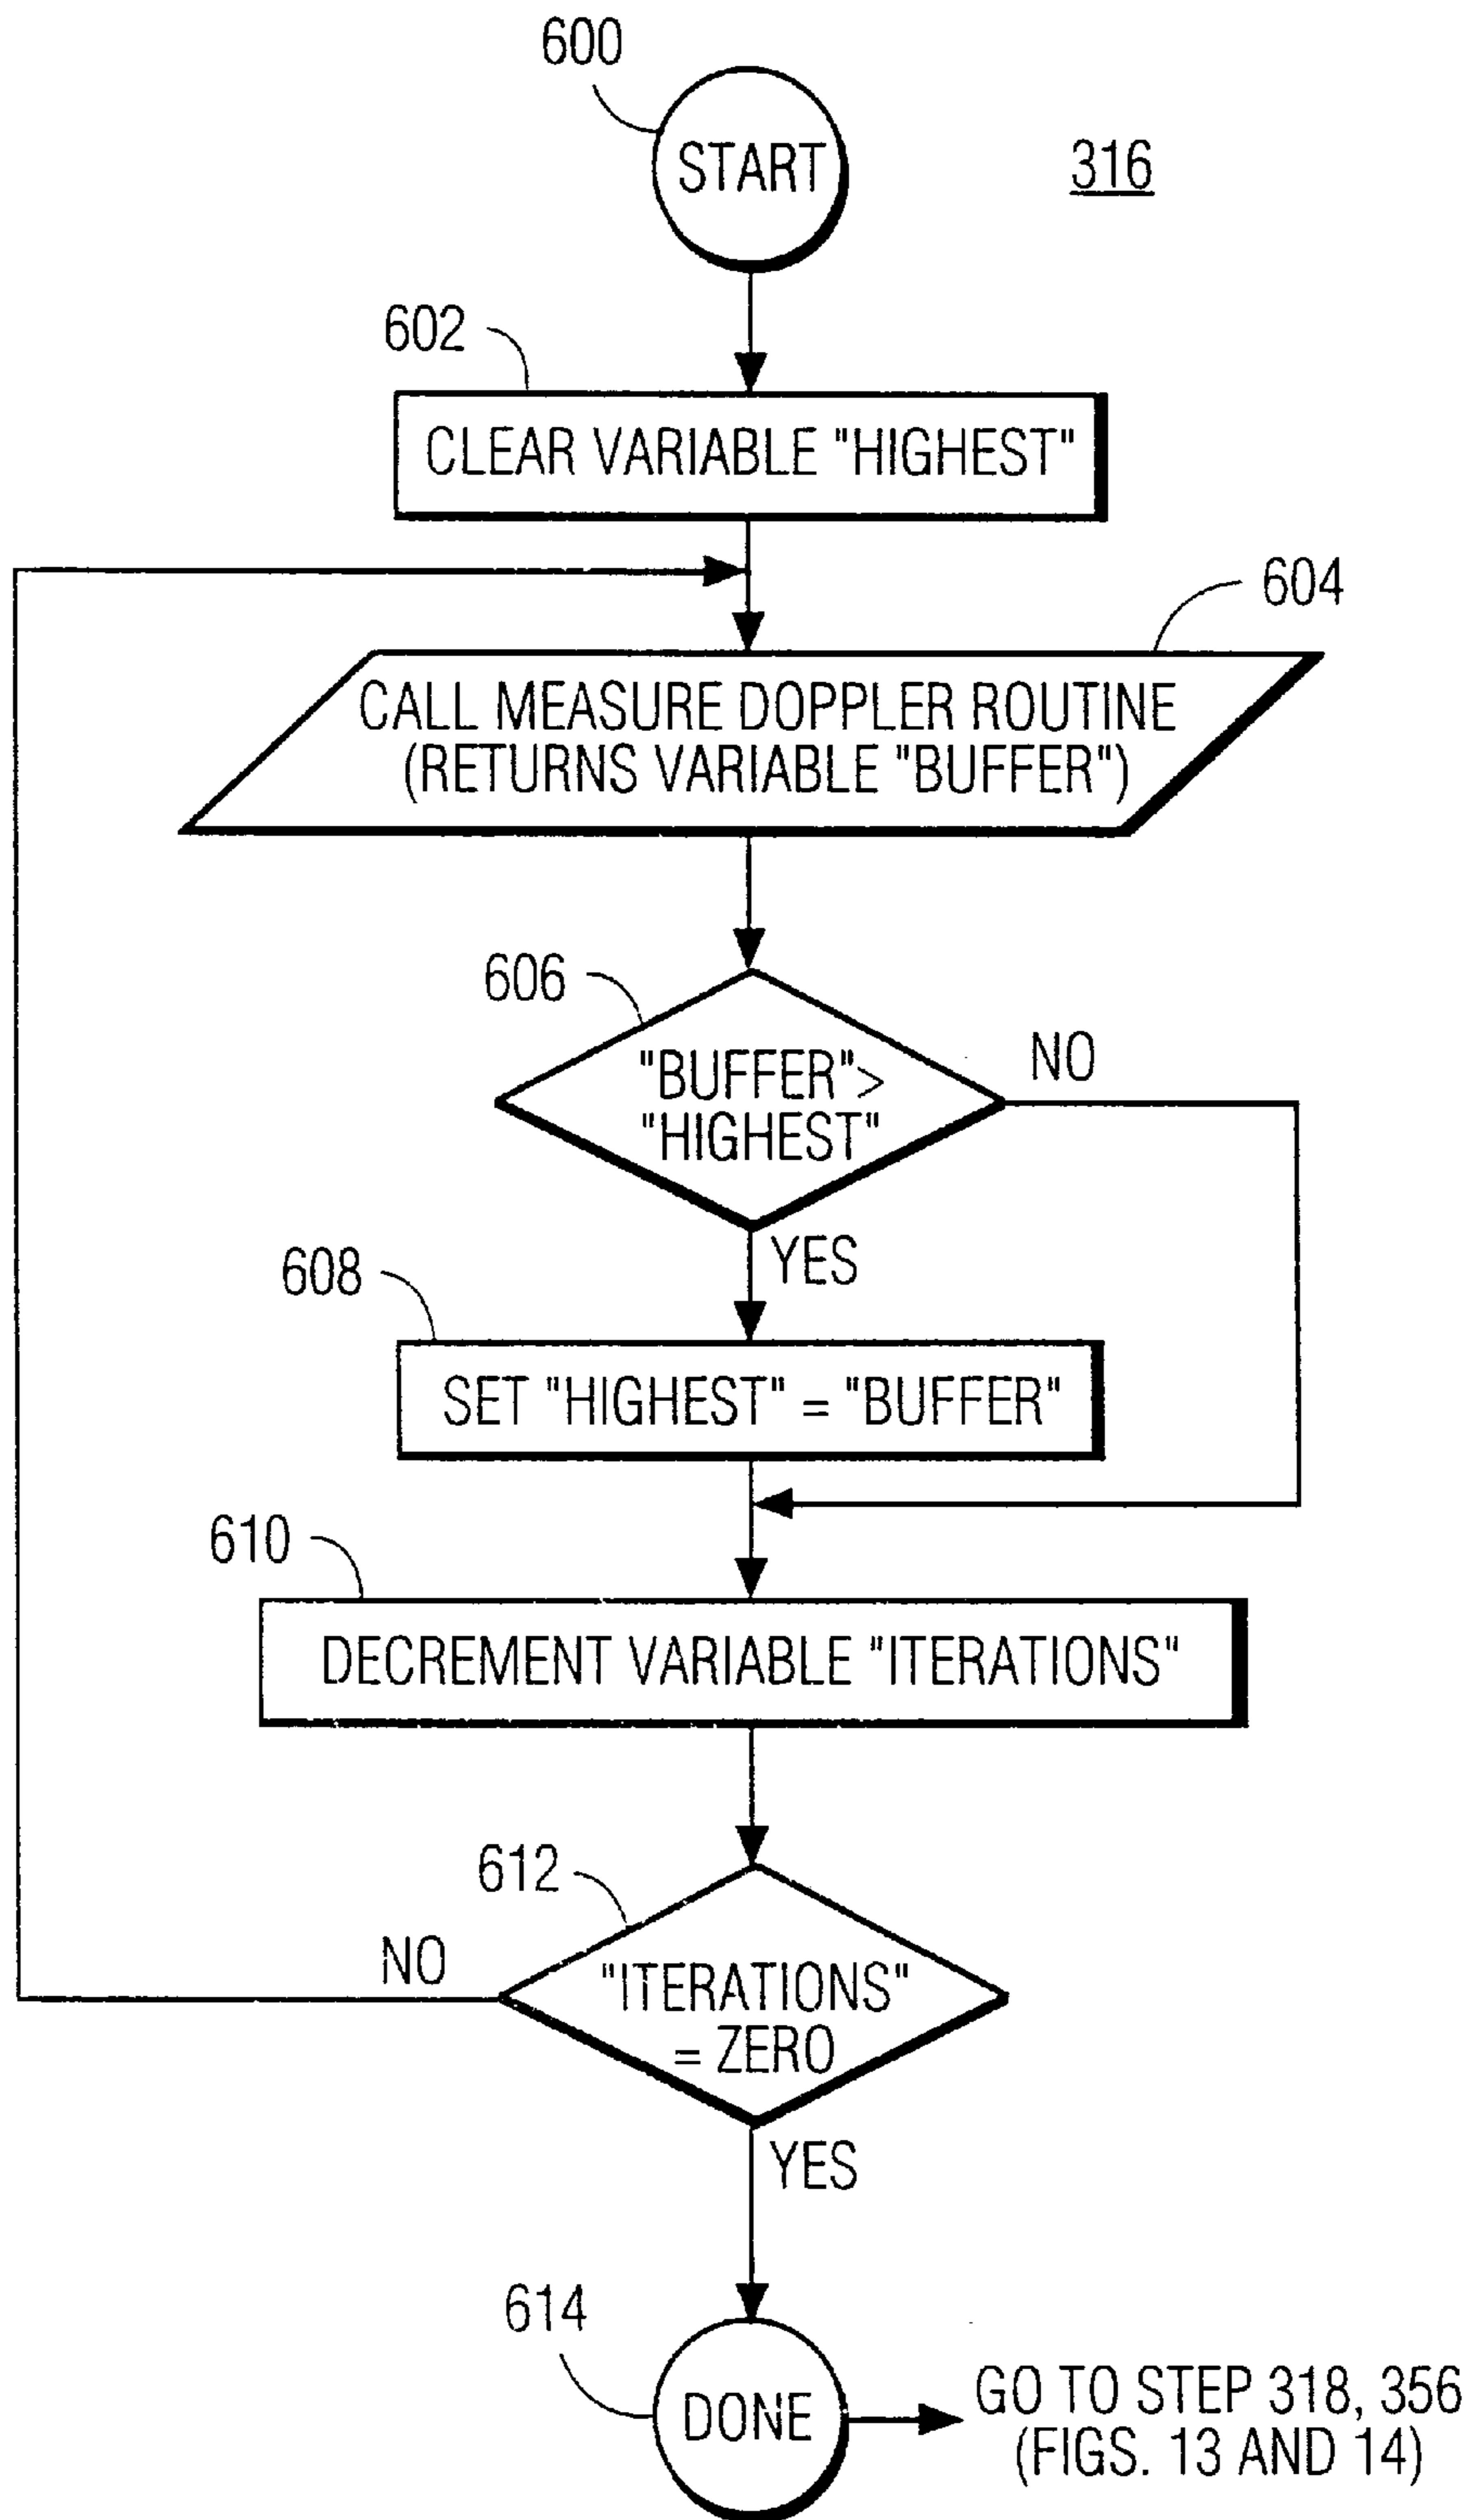 600
START
316
602
CLEAR VARIABLE "HIGHEST"
604
CALL MEASURE DOPPLER ROUTINE
(RETURNS VARIABLE "BUFFER")
606
"BUFFER">
"HIGHEST"
NO
YES
608
SET "HIGHEST" = "BUFFER"
610
DECREMENT VARIABLE "ITERATIONS"
612
NO
"ITERATIONS"
= ZERO
YES
614
DONE
GO TO STEP 318, 356
(FIGS. 13 AND 14)